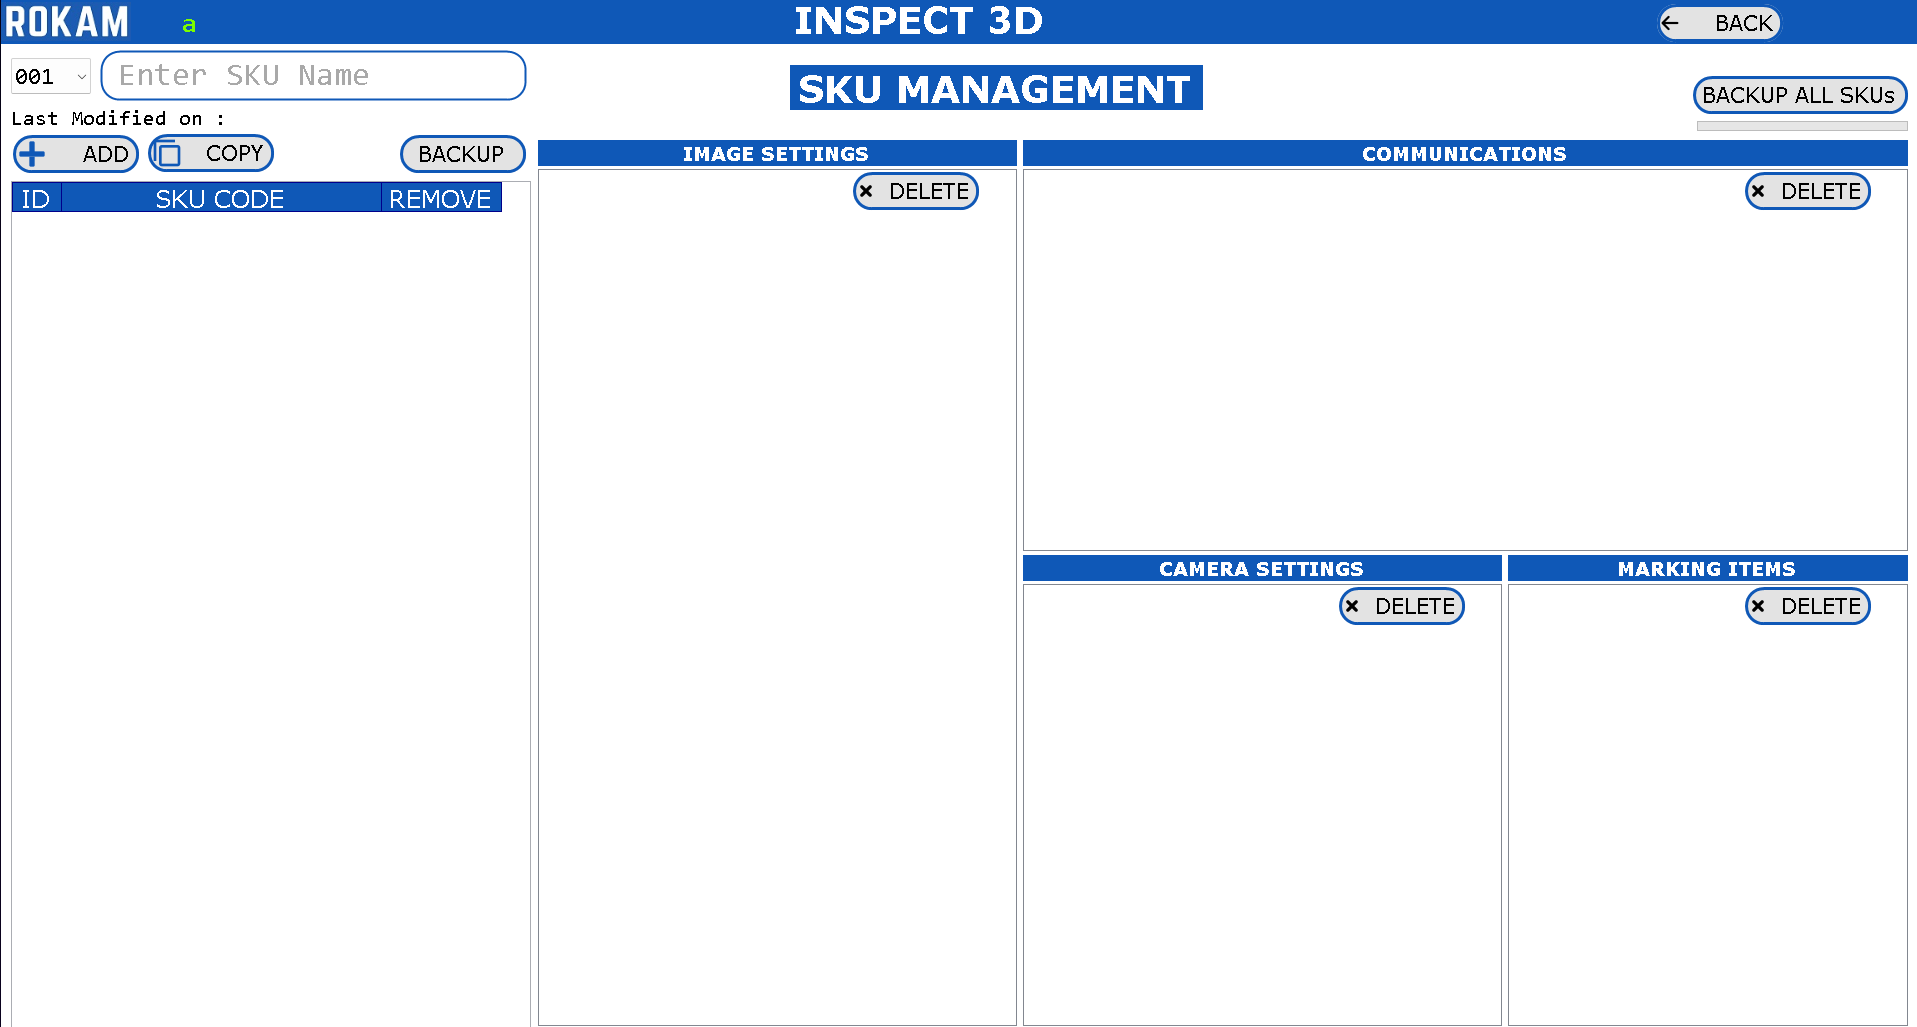 ROKAM
a
INSPECT 3D
BACK
001
Enter SKU Name
SKU MANAGEMENT
BACKUP ALL SKUs
Last Modified on :
ADD
COPY
BACKUP
ID
SKU CODE
REMOVE
IMAGE SETTINGS
DELETE
COMMUNICATIONS
DELETE
CAMERA SETTINGS
DELETE
MARKING ITEMS
DELETE